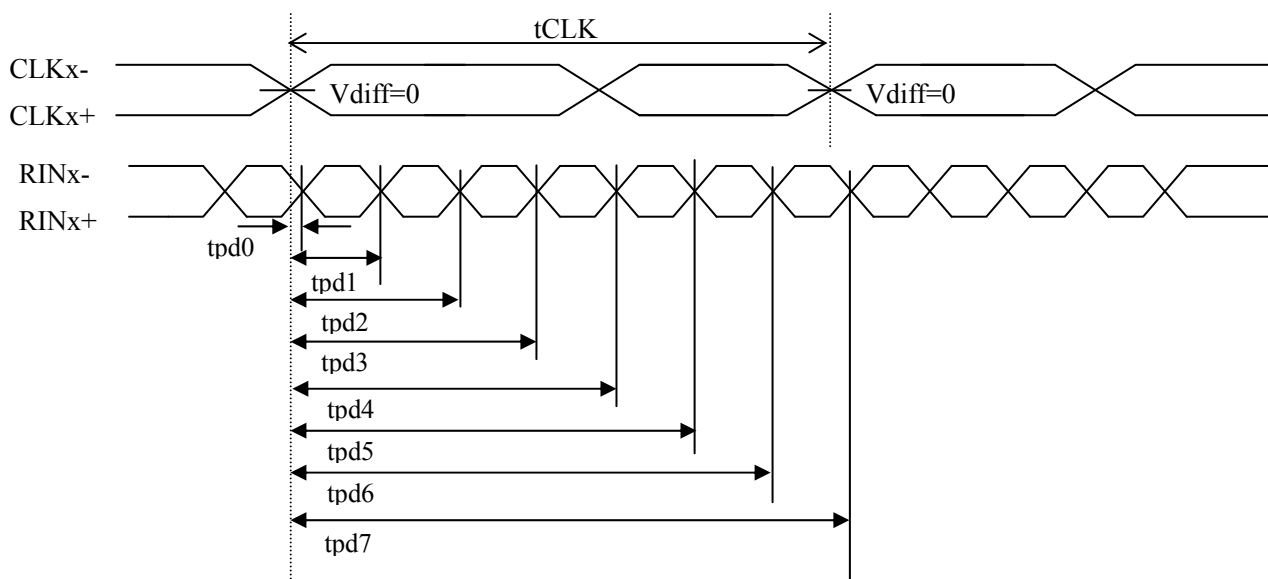 tCLK
CLKx-
Vdiff=0 Vdiff=0
CLKx+
RINx-
RINx+
tpd0
tpd1
tpd2
tpd3
tpd4
tpd5
tpd6
tpd7